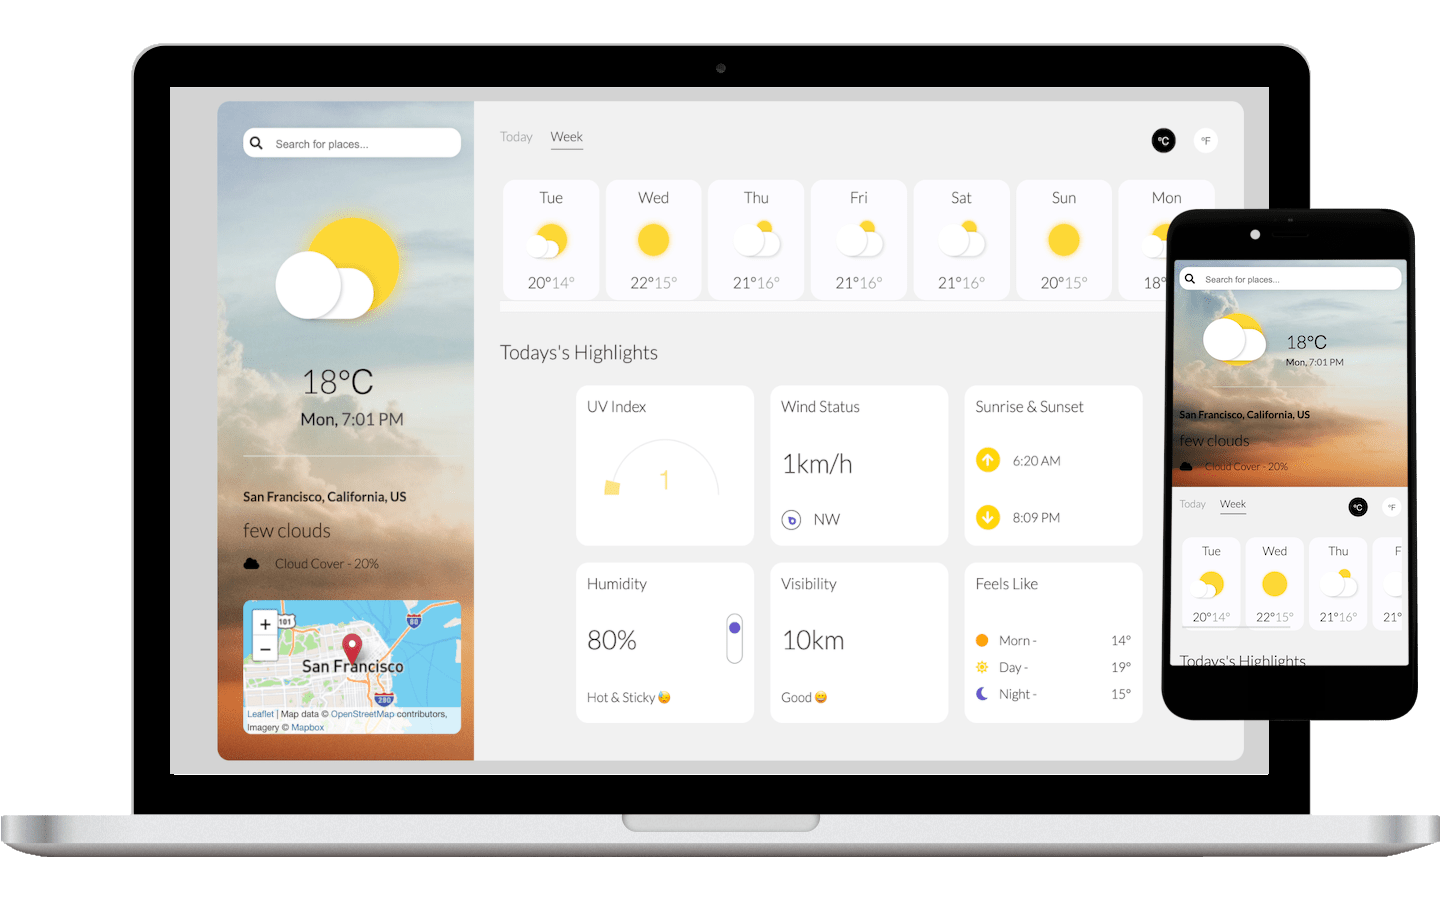 Search for places...
18°C
Mon, 7:01 PM
San Francisco, California, US
few clouds
Cloud Cover - 20%
101
80
+
−
San Francisco
280
Leaflet | Map data © OpenStreetMap contributors,
Imagery © Mapbox
Today Week
°C °F
Tue Wed Thu Fri Sat Sun Mon
20°14° 22°15° 21°16° 21°16° 21°16° 20°15° 18°
Todays's Highlights
UV Index
1
Wind Status
1km/h
NW
Sunrise & Sunset
6:20 AM
8:09 PM
Humidity
80%
Hot & Sticky 😓
Visibility
10km
Good 😄
Feels Like
Morn - 14°
Day - 19°
Night - 15°
Search for places...
18°C
Mon, 7:01 PM
San Francisco, California, US
few clouds
Cloud Cover - 20%
Today Week °C °F
Tue Wed Thu F
20°14° 22°15° 21°16° 21°
Todays's Highlights